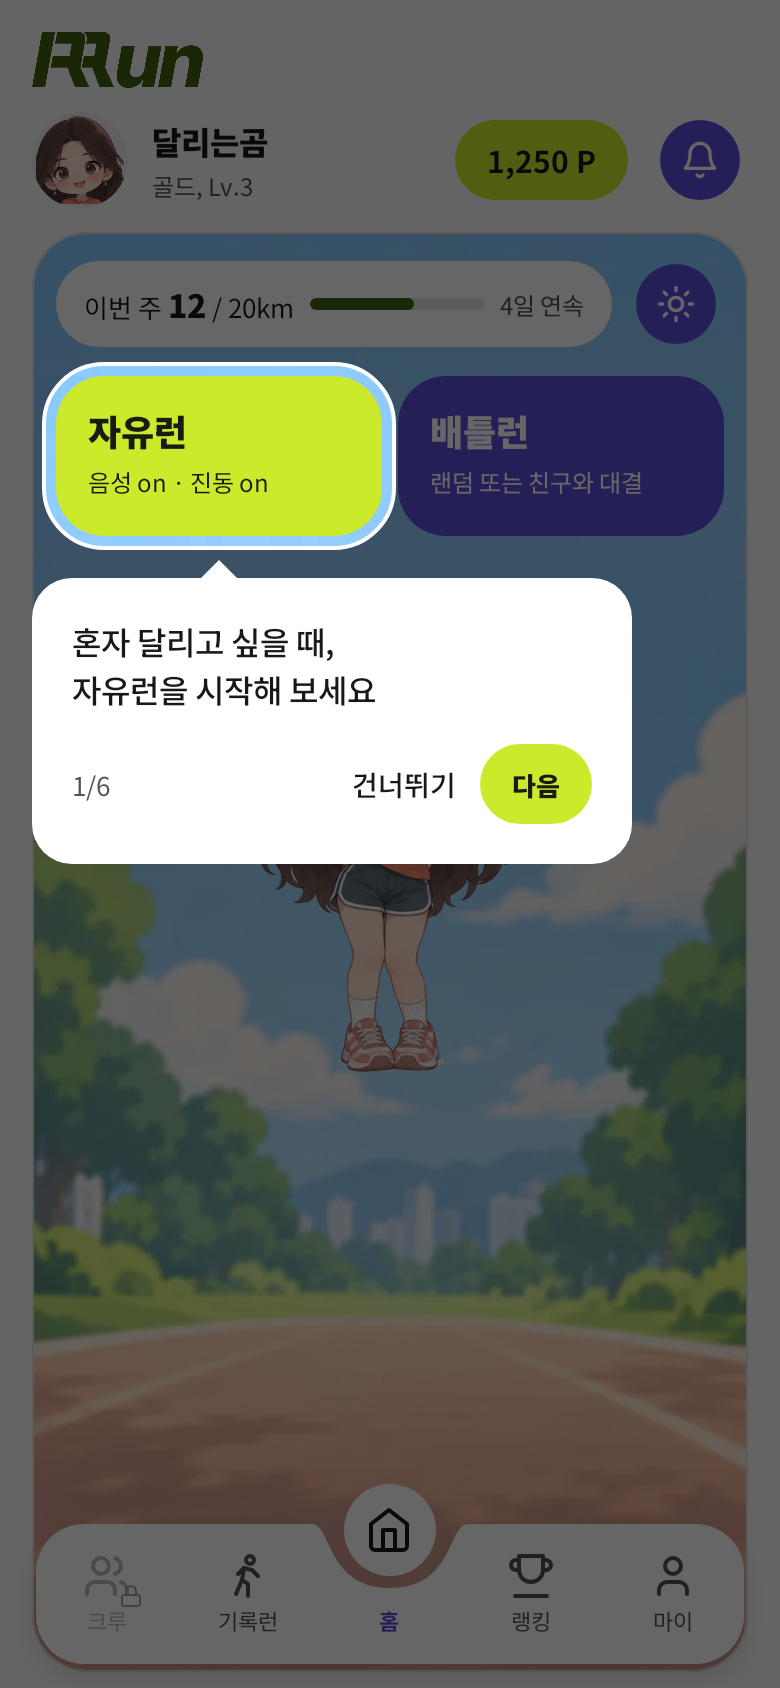 RRun
달리는곰
골드, Lv.3
1,250 P
이번 주 12 / 20km
4일 연속
자유런
음성 on · 진동 on
배틀런
랜덤 또는 친구와 대결
혼자 달리고 싶을 때,
자유런을 시작해 보세요
1/6
건너뛰기
다음
크루
기록런
홈
랭킹
마이